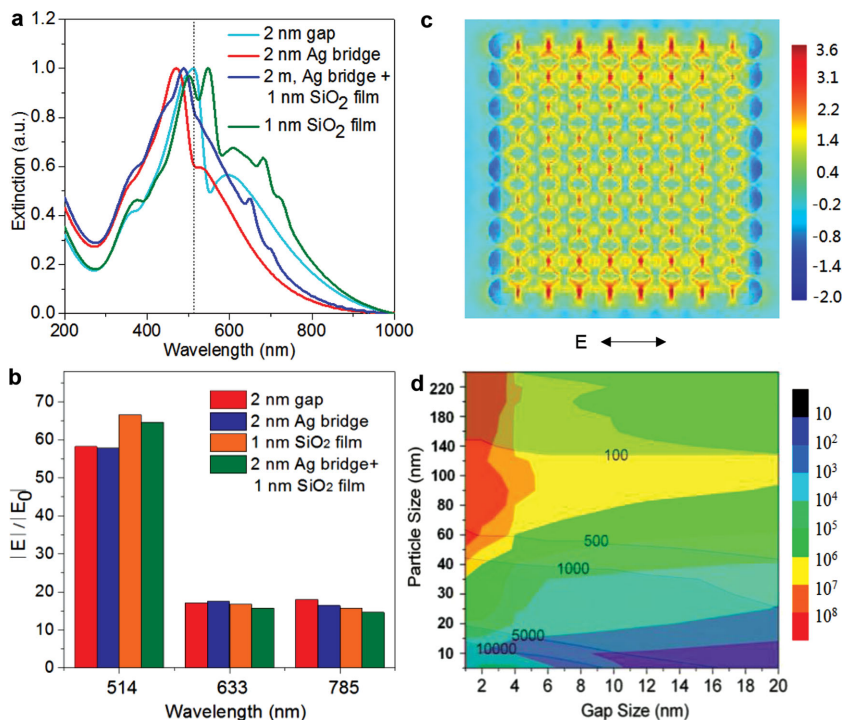 a
2 nm gap
2 nm Ag bridge
2 m, Ag bridge +
1 nm SiO2 film
1 nm SiO2 film
Extinction (a.u.)
1.0
0.8
0.6
0.4
0.2
0.0
200 400 600 800 1000
Wavelength (nm)
c
3.6
3.1
2.2
1.3
0.4
-0.2
-0.8
-1.4
-2.0
E
b
2 nm gap
2 nm Ag bridge
1 nm SiO2 film
2 nm Ag bridge+
1 nm SiO2 film
|E| / |E0|
70
60
50
40
30
20
10
0
514 633 785
Wavelength (nm)
d
Particle Size (nm)
220
180
140
100
80
60
40
30
20
10
100
500
1000
5000
10000
2 4 6 8 10 12 14 16 18 20
Gap Size (nm)
10
10²
10³
10⁴
10⁵
10⁶
10⁷
10⁸